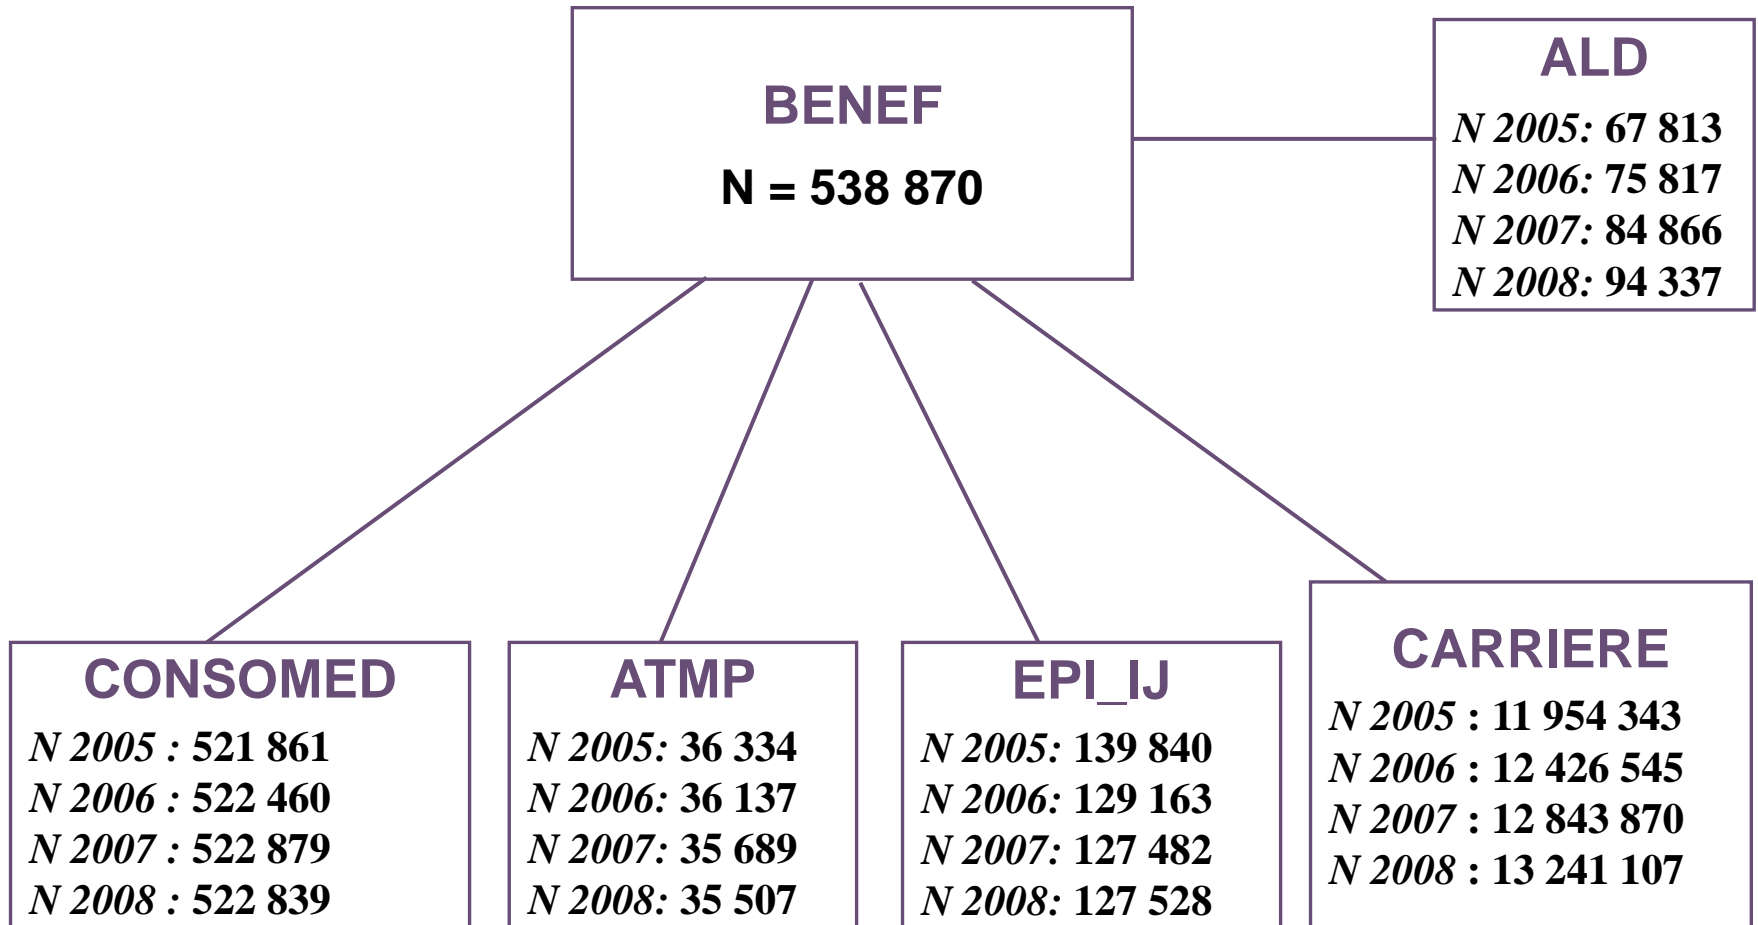 BENEF
N = 538 870
ALD
N 2005: 67 813
N 2006: 75 817
N 2007: 84 866
N 2008: 94 337
CONSOMED
N 2005 : 521 861
N 2006 : 522 460
N 2007 : 522 879
N 2008 : 522 839
ATMP
N 2005: 36 334
N 2006: 36 137
N 2007: 35 689
N 2008: 35 507
EPI_IJ
N 2005: 139 840
N 2006: 129 163
N 2007: 127 482
N 2008: 127 528
CARRIERE
N 2005 : 11 954 343
N 2006 : 12 426 545
N 2007 : 12 843 870
N 2008 : 13 241 107